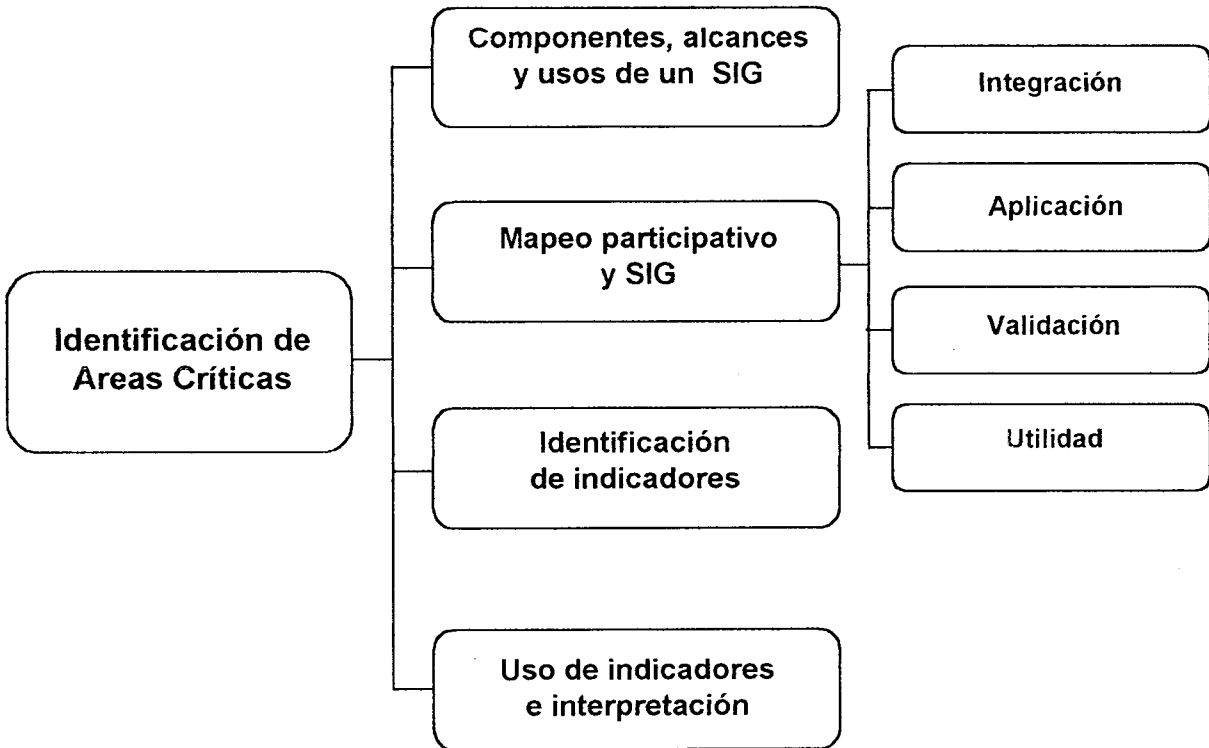 Identificación de
Areas Críticas
Componentes, alcances
y usos de un SIG
Mapeo participativo
y SIG
Identificación
de indicadores
Uso de indicadores
e interpretación
Integración
Aplicación
Validación
Utilidad